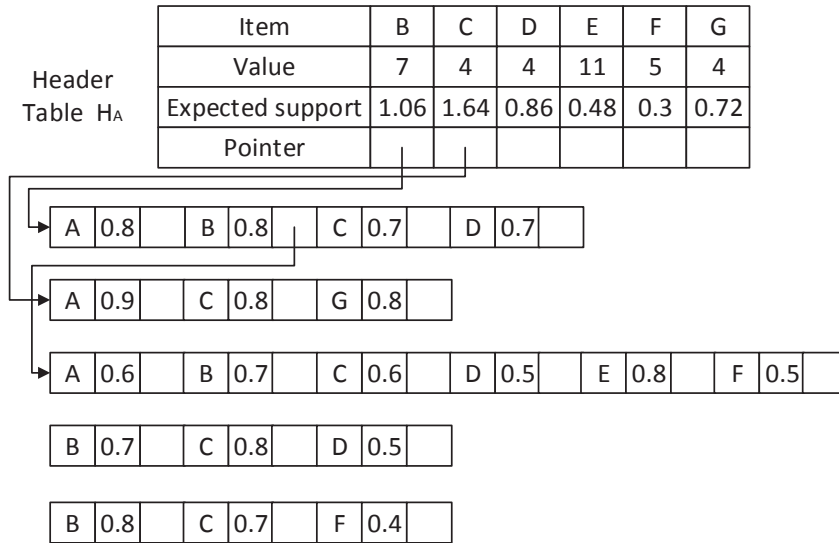 Header
Table HA
Item B C D E F G
Value 7 4 4 11 5 4
Expected support 1.06 1.64 0.86 0.48 0.3 0.72
Pointer
A 0.8 B 0.8 C 0.7 D 0.7
A 0.9 C 0.8 G 0.8
A 0.6 B 0.7 C 0.6 D 0.5 E 0.8 F 0.5
B 0.7 C 0.8 D 0.5
B 0.8 C 0.7 F 0.4